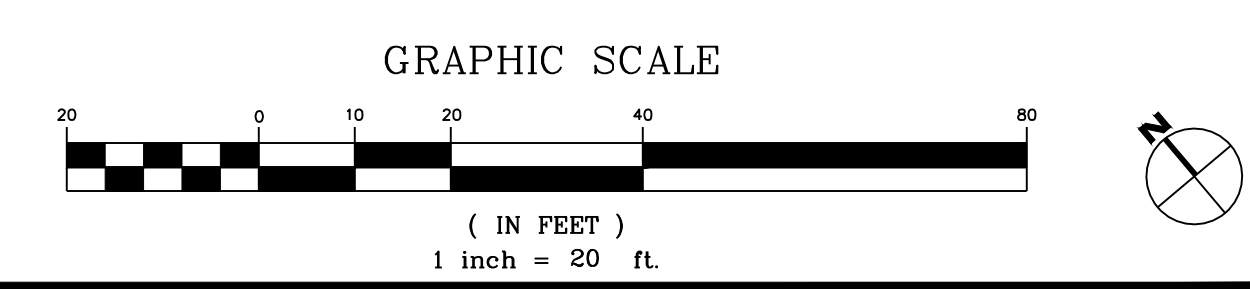 GRAPHIC SCALE
20 0 10 20 40 80
N
( IN FEET )
1 inch = 20 ft.